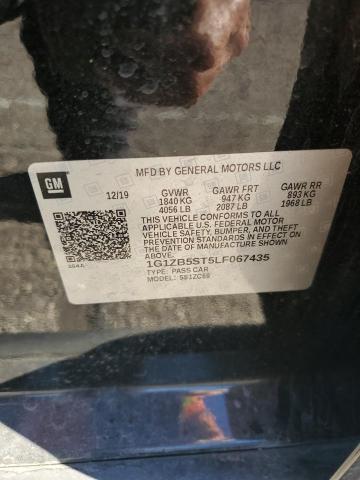 GM
MFD BY GENERAL MOTORS LLC
12/19
GVWR GAWR FRT GAWR RR
1840 KG 947 KG 893 KG
4056 LB 2087 LB 1968 LB
THIS VEHICLE CONFORMS TO ALL
APPLICABLE U.S. FEDERAL MOTOR
VEHICLE SAFETY, BUMPER, AND THEFT
PREVENTION STANDARDS IN EFFECT ON
THE DATE OF MANUFACTURE SHOWN
ABOVE.
1G1ZB5ST5LF067435
TYPE: PASS CAR
MODEL: